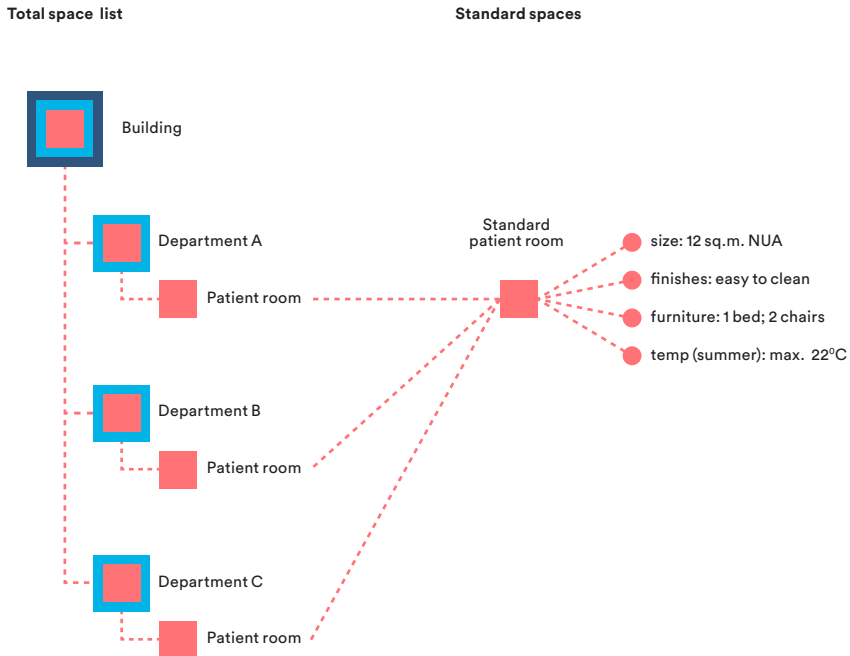 Total space list
Standard spaces
Building
Department A
Patient room
Department B
Patient room
Department C
Patient room
Standard
patient room
size: 12 sq.m. NUA
finishes: easy to clean
furniture: 1 bed; 2 chairs
temp (summer): max. 22⁰C